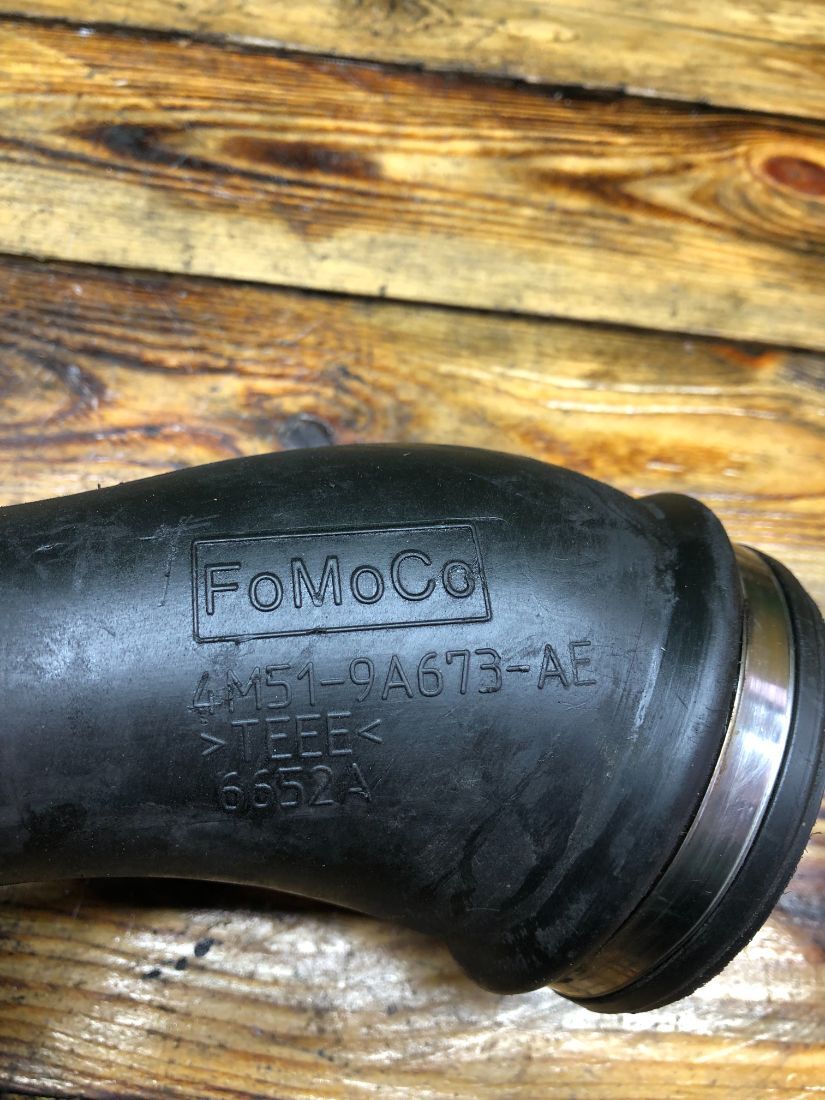 FoMoCo
4M51-9A673-AE
>TEEE<
6652A